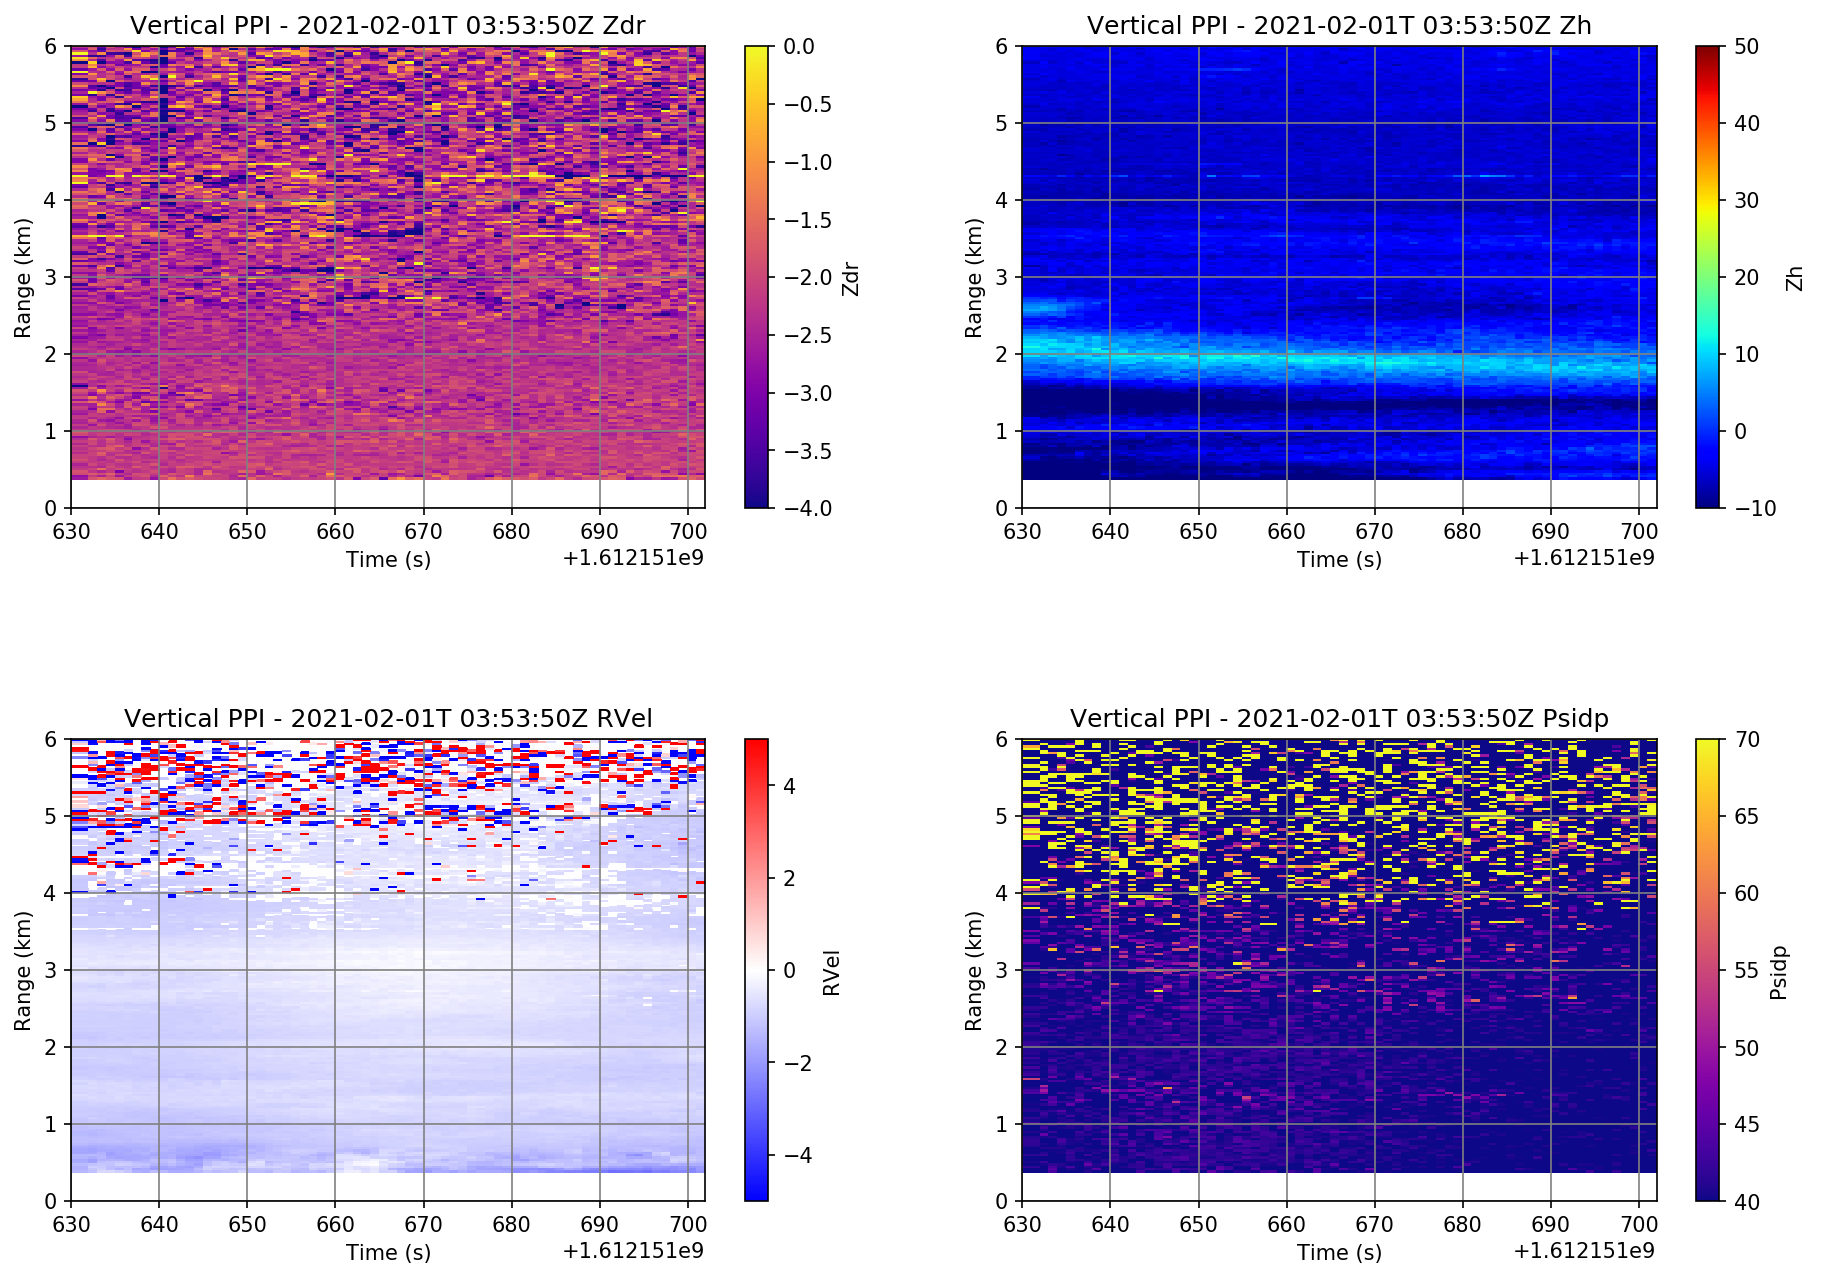 Vertical PPI - 2021-02-01T 03:53:50Z Zdr
6
5
4
3
2
1
0
Range (km)
630 640 650 660 670 680 690 700
Time (s)
+1.612151e9
0.0
−0.5
−1.0
−1.5
−2.0
−2.5
−3.0
−3.5
−4.0
Zdr
Vertical PPI - 2021-02-01T 03:53:50Z Zh
6
5
4
3
2
1
0
Range (km)
630 640 650 660 670 680 690 700
Time (s)
+1.612151e9
50
40
30
20
10
0
−10
Zh
Vertical PPI - 2021-02-01T 03:53:50Z RVel
6
5
4
3
2
1
0
Range (km)
630 640 650 660 670 680 690 700
Time (s)
+1.612151e9
4
2
0
−2
−4
RVel
Vertical PPI - 2021-02-01T 03:53:50Z Psidp
6
5
4
3
2
1
0
Range (km)
630 640 650 660 670 680 690 700
Time (s)
+1.612151e9
70
65
60
55
50
45
40
Psidp